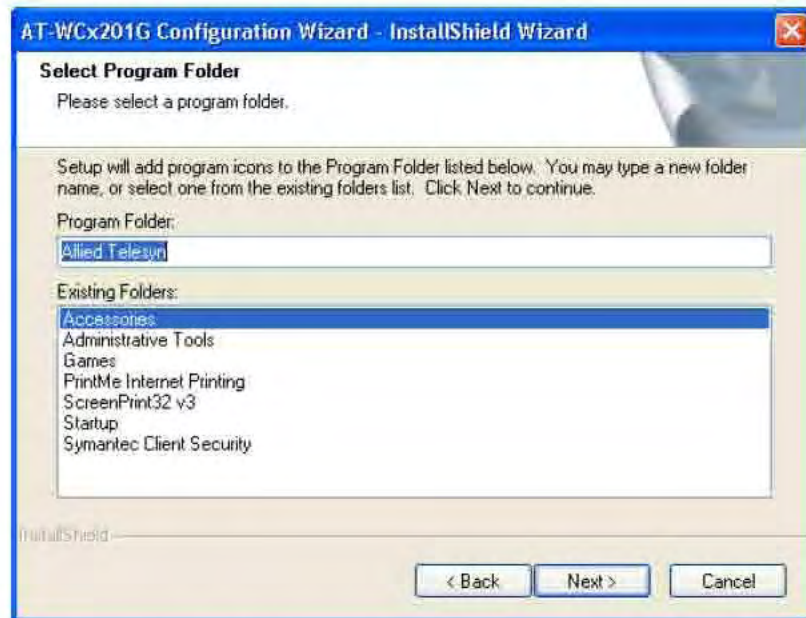 AT-WCx201G Configuration Wizard - InstallShield Wizard
Select Program Folder
Please select a program folder.
Setup will add program icons to the Program Folder listed below. You may type a new folder
name, or select one from the existing folders list. Click Next to continue.
Program Folder:
Allied Telesyn
Existing Folders:
Accessories
Administrative Tools
Games
PrintMe Internet Printing
ScreenPrint32 v3
Startup
Symantec Client Security
InstallShield
< Back
Next >
Cancel